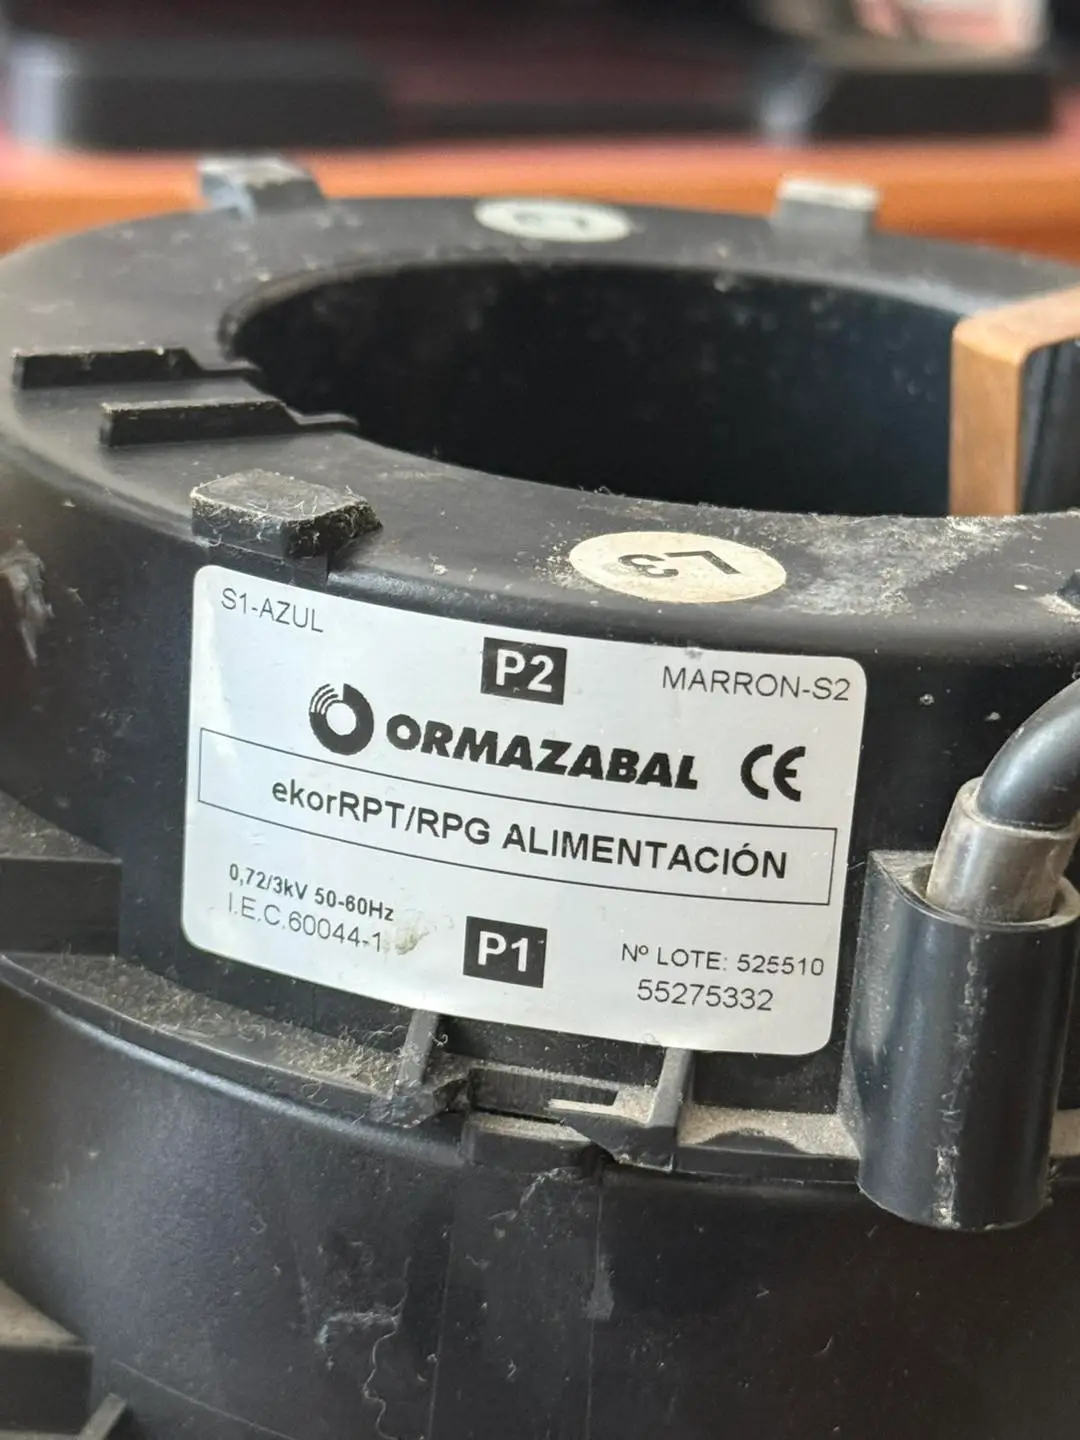 L3
S1-AZUL
P2
MARRON-S2
ORMAZABAL CE
ekorRPT/RPG ALIMENTACIÓN
0,72/3kV 50-60Hz
I.E.C.60044-1
P1
Nº LOTE: 525510
55275332